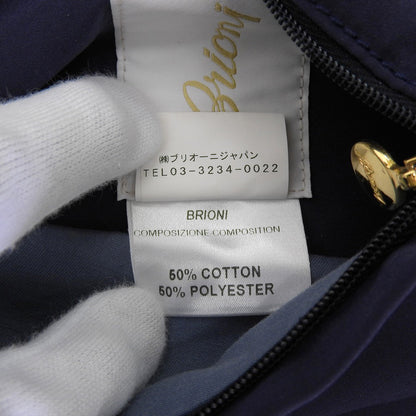 Brioni
㈱ブリオーニジャパン
TEL03-3234-0022
BRIONI
COMPOSIZIONE COMPOSITION
50% COTTON
50% POLYESTER